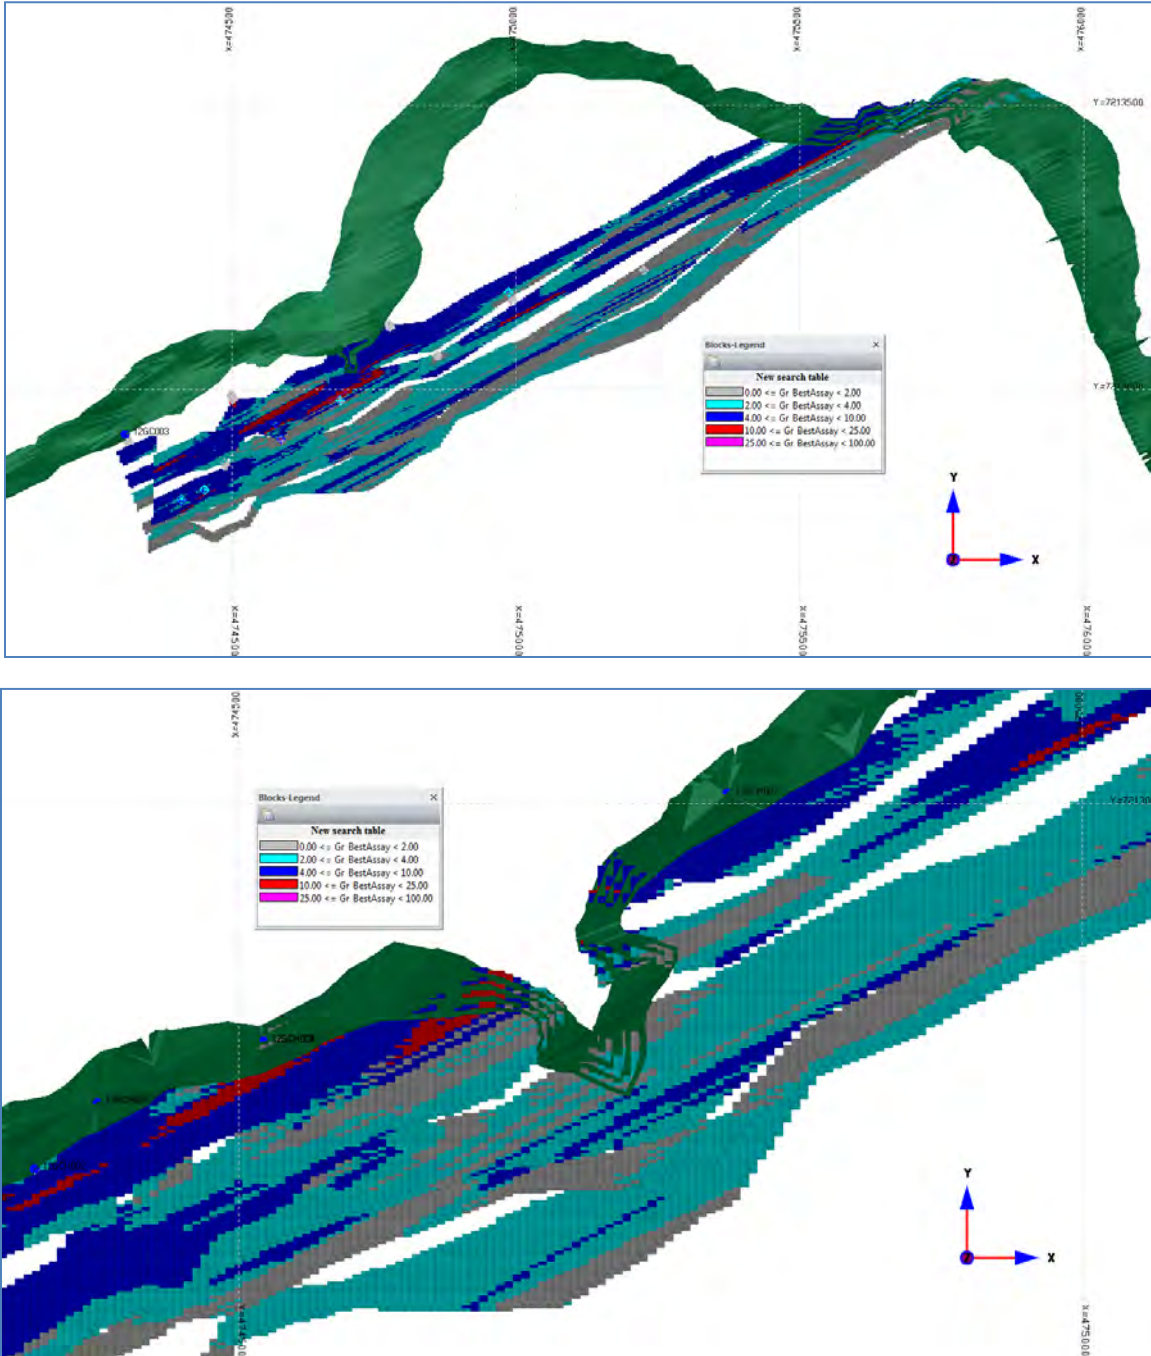 X=474500
X=475000
X=475500
X=476000
Y=7213500
12GC003
Blocks-Legend
New search table
0.00 <= Gr BestAssay < 2.00
2.00 <= Gr BestAssay < 4.00
4.00 <= Gr BestAssay < 10.00
10.00 <= Gr BestAssay < 25.00
25.00 <= Gr BestAssay < 100.00
Y
X
X=474500
X=475000
X=475500
X=476000
X=474500
Blocks-Legend
New search table
0.00 <= Gr BestAssay < 2.00
2.00 <= Gr BestAssay < 4.00
4.00 <= Gr BestAssay < 10.00
10.00 <= Gr BestAssay < 25.00
25.00 <= Gr BestAssay < 100.00
Y
X
X=474500
X=475000